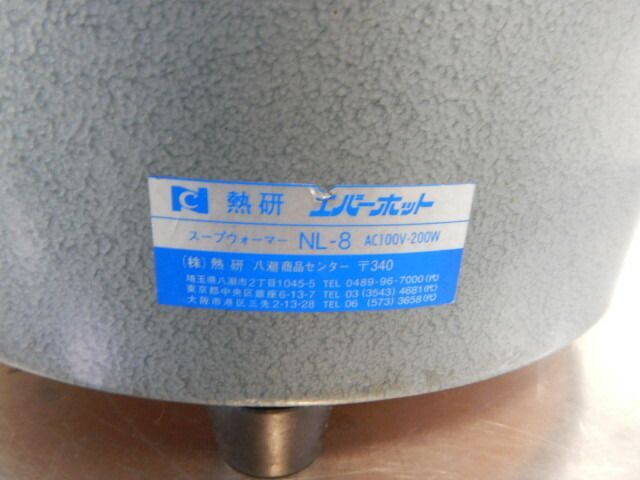 熱研 エバーホット
スープウォーマー NL-8 AC100V-200W
(株)熱研 八潮商品センター 〒340
埼玉県八潮市2丁目1045-5 TEL 0489-96-7000(代)
東京都中央区銀座6-13-7 TEL 03(3543)4681(代)
大阪市港区三先2-13-28 TEL 06 (573)3658(代)